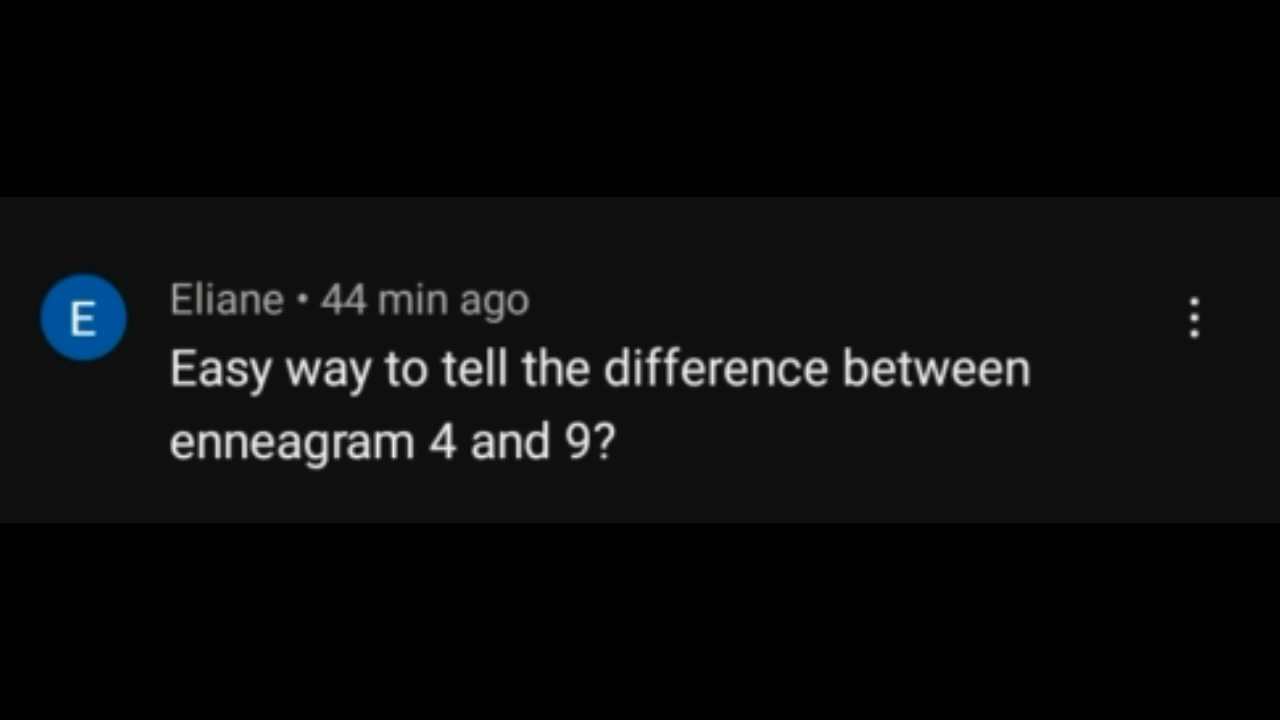 E
Eliane • 44 min ago
Easy way to tell the difference between
enneagram 4 and 9?